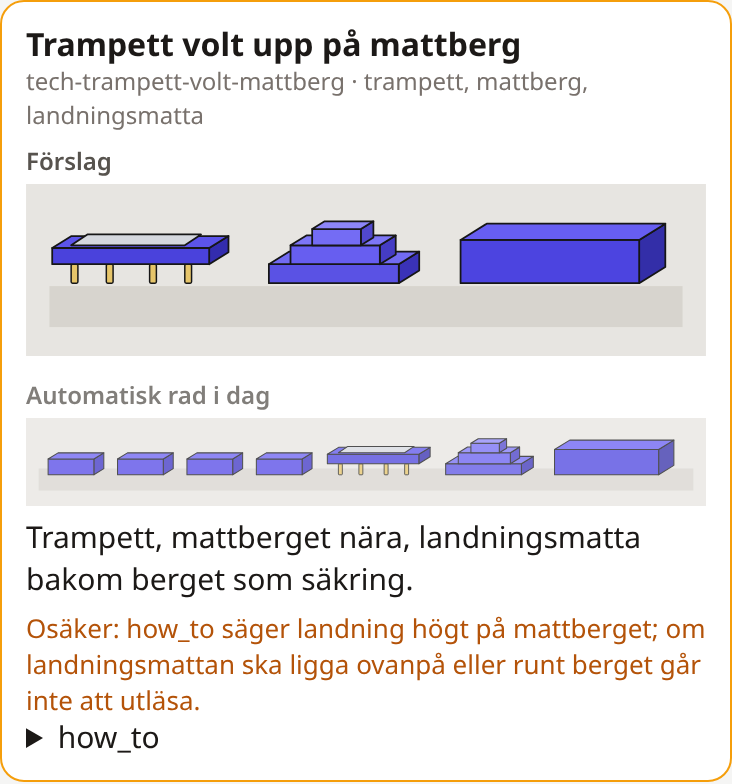 Trampett volt upp på mattberg
tech-trampett-volt-mattberg · trampett, mattberg,
landningsmatta
Förslag
Automatisk rad i dag
Trampett, mattberget nära, landningsmatta
bakom berget som säkring.
Osäker: how_to säger landning högt på mattberget; om
landningsmattan ska ligga ovanpå eller runt berget går
inte att utläsa.
how_to